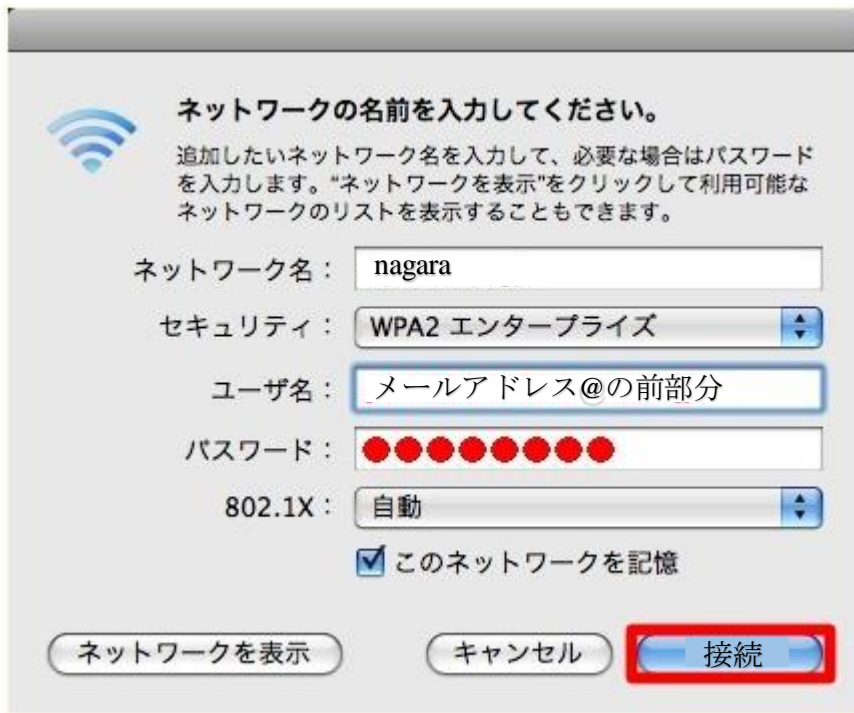 ネットワークの名前を入力してください。
追加したいネットワーク名を入力して、必要な場合はパスワード
を入力します。“ネットワークを表示”をクリックして利用可能な
ネットワークのリストを表示することもできます。
ネットワーク名： nagara
セキュリティ： WPA2 エンタープライズ
ユーザ名： メールアドレス@の前部分
パスワード： ●●●●●●●●
802.1X： 自動
このネットワークを記憶
ネットワークを表示 キャンセル 接続